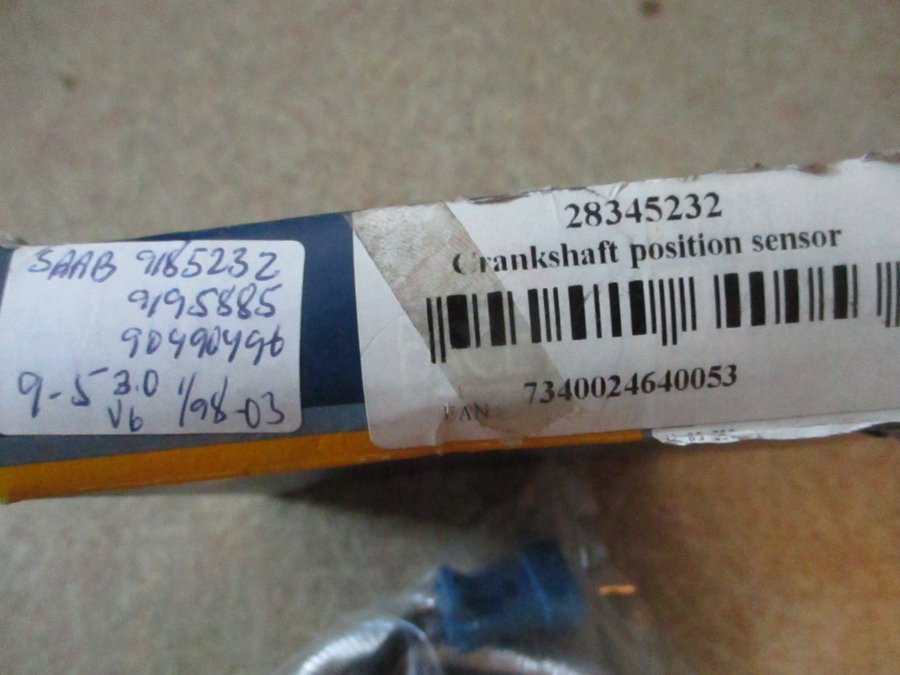 SAAB 9185232
9195885
90490496
9-5 3.0
V6 1/98-03
28345232
Crankshaft position sensor
7340024640053
EAN